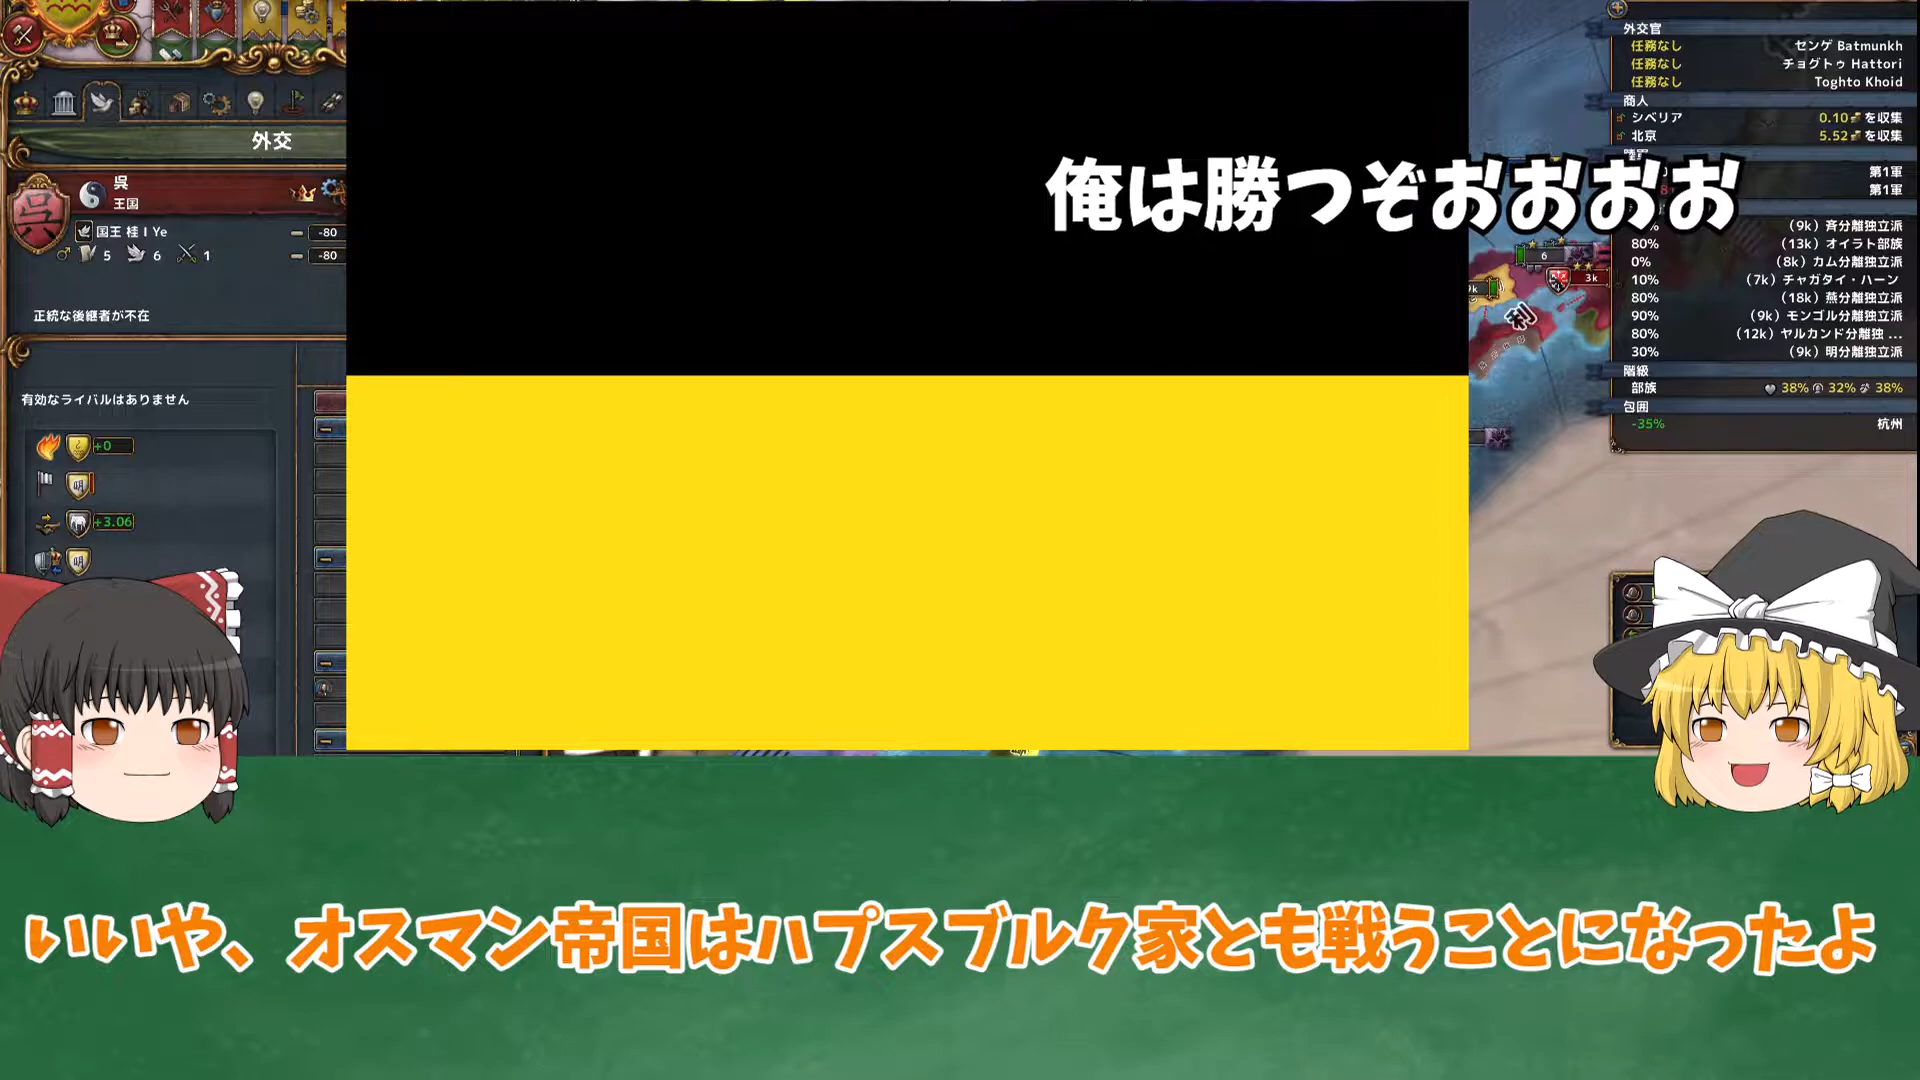 外交
呉
王国
国王 桂 I Ye
-80
5 6 1
-80
正統な後継者が不在
有効なライバルはありません
+0
明
+3.06
明
俺は勝つぞおおおお
外交官
任務なし センゲ Batmunkh
任務なし チョグトゥ Hattori
任務なし Toghto Khoid
商人
シベリア 0.10 を収集
北京 5.52 を収集
第1軍
第1軍
(9k) 斉分離独立派
80% (13k) オイラト部族
0% (8k) カム分離独立派
10% (7k) チャガタイ・ハーン
80% (18k) 燕分離独立派
90% (9k) モンゴル分離独立派
80% (12k) ヤルカンド分離独 ...
30% (9k) 明分離独立派
階級
部族 38% 32% 38%
包囲
-35% 杭州
6
3k
利
いいや、オスマン帝国はハプスブルク家とも戦うことになったよ